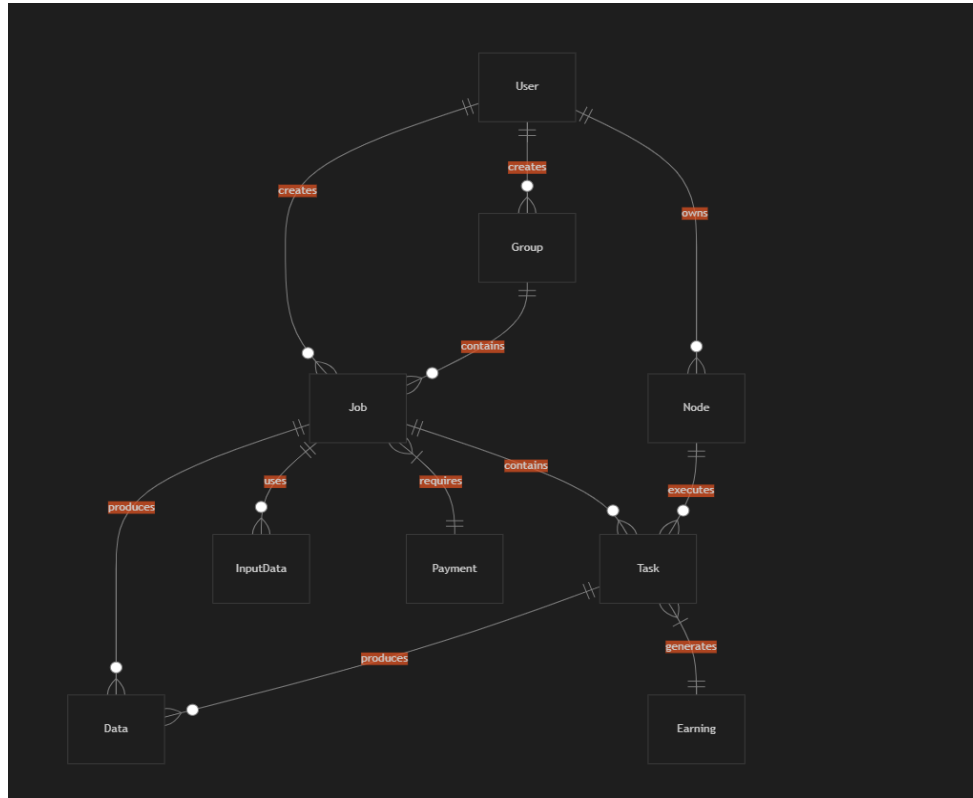 User
creates
creates
owns
Group
contains
Job
Node
contains
uses
requires
executes
produces
InputData
Payment
Task
generates
produces
Data
Earning